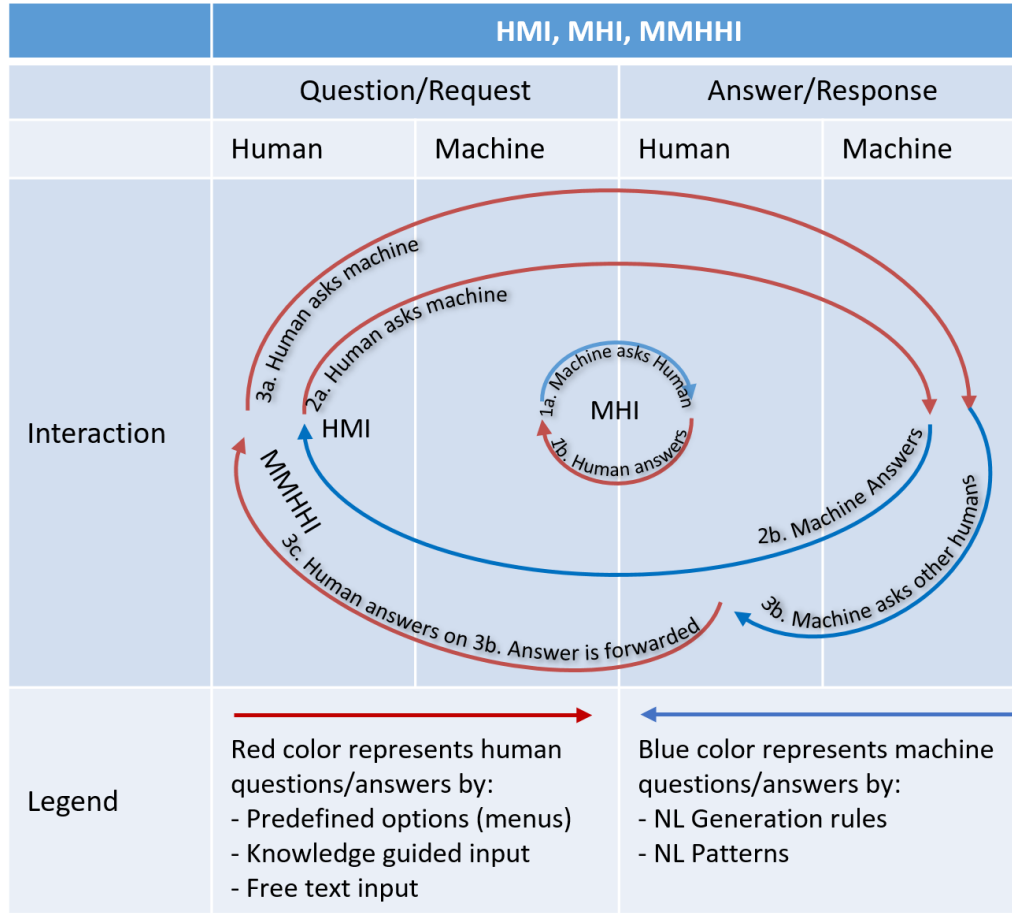 HMI, MHI, MMHHI
Question/Request
Answer/Response
Human
Machine
Human
Machine
Interaction
3a. Human asks machine
2a. Human asks machine
1a. Machine asks Human
MHI
1b. Human answers
HMI
MMHHI
2b. Machine Answers
3b. Machine asks other humans
3c. Human answers on 3b. Answer is forwarded
Legend
Red color represents human
questions/answers by:
- Predefined options (menus)
- Knowledge guided input
- Free text input
Blue color represents machine
questions/answers by:
- NL Generation rules
- NL Patterns